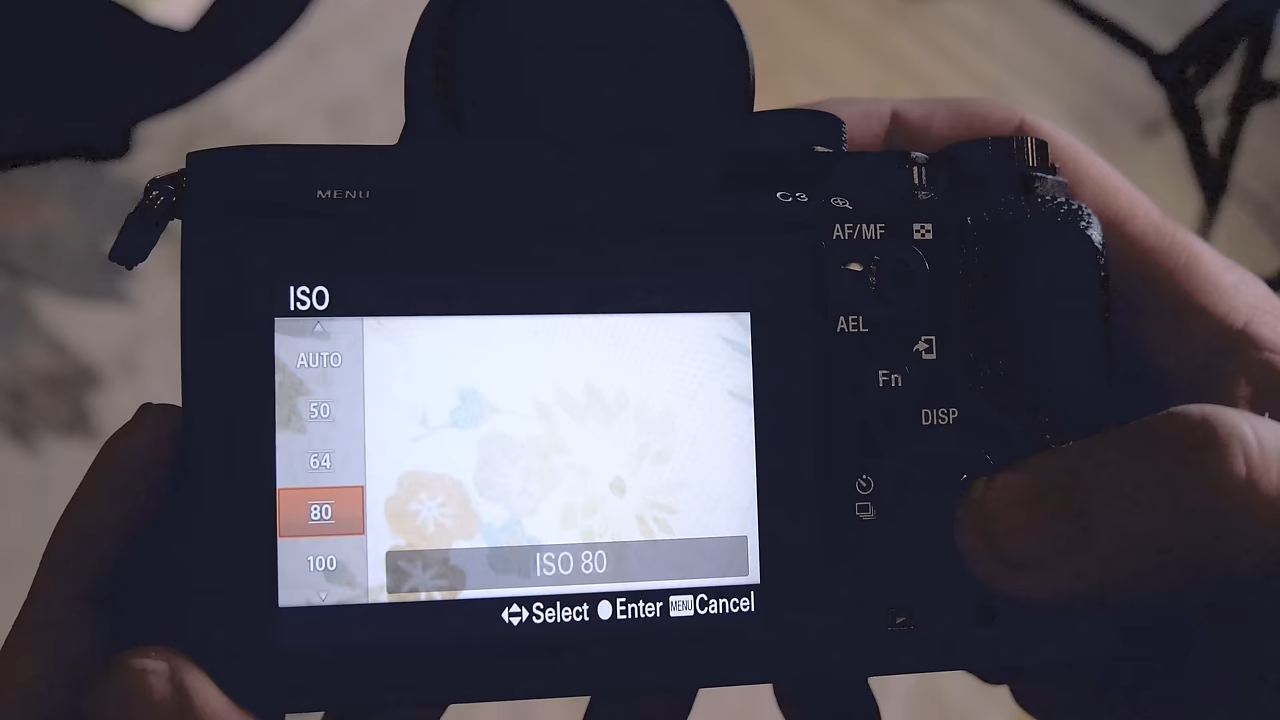 MENU
C3
AF/MF
ISO
AUTO
50
64
80
100
ISO 80
Select Enter MENU Cancel
AEL
Fn
DISP